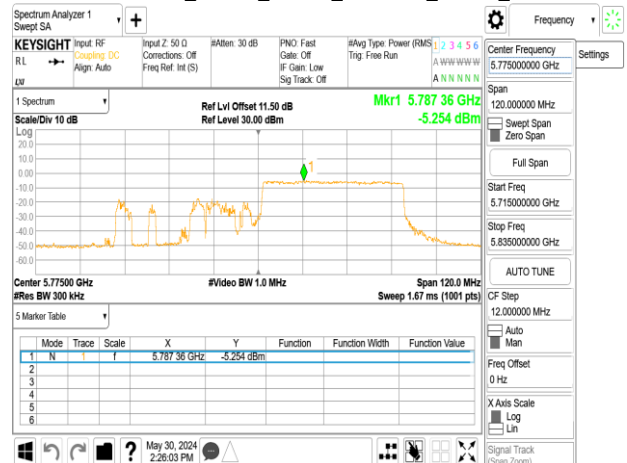 Spectrum Analyzer 1
Swept SA
+
Frequency
KEYSIGHT
RL
LXI
Input: RF
Coupling: DC
Align: Auto
Input Z: 50 Ω
Corrections: Off
Freq Ref: Int (S)
#Atten: 30 dB
PNO: Fast
Gate: Off
IF Gain: Low
Sig Track: Off
#Avg Type: Power (RMS
Trig: Free Run
1 2 3 4 5 6
A W W W W W
A N N N N N
Center Frequency
5.775000000 GHz
Settings
Span
120.000000 MHz
Swept Span
Zero Span
Full Span
Start Freq
5.715000000 GHz
Stop Freq
5.835000000 GHz
AUTO TUNE
CF Step
12.000000 MHz
Auto
Man
Freq Offset
0 Hz
X Axis Scale
Log
Lin
Signal Track
(Span Zoom)
1 Spectrum
Scale/Div 10 dB
Ref Lvl Offset 11.50 dB
Ref Level 30.00 dBm
Mkr1 5.787 36 GHz
-5.254 dBm
Log
20.0
10.0
0.00
-10.0
-20.0
-30.0
-40.0
-50.0
-60.0
1
Center 5.77500 GHz
#Res BW 300 kHz
#Video BW 1.0 MHz
Span 120.0 MHz
Sweep 1.67 ms (1001 pts)
5 Marker Table
Mode Trace Scale X Y Function Function Width Function Value
1 N 1 f 5.787 36 GHz -5.254 dBm
2
3
4
5
6
?
May 30, 2024
2:26:03 PM